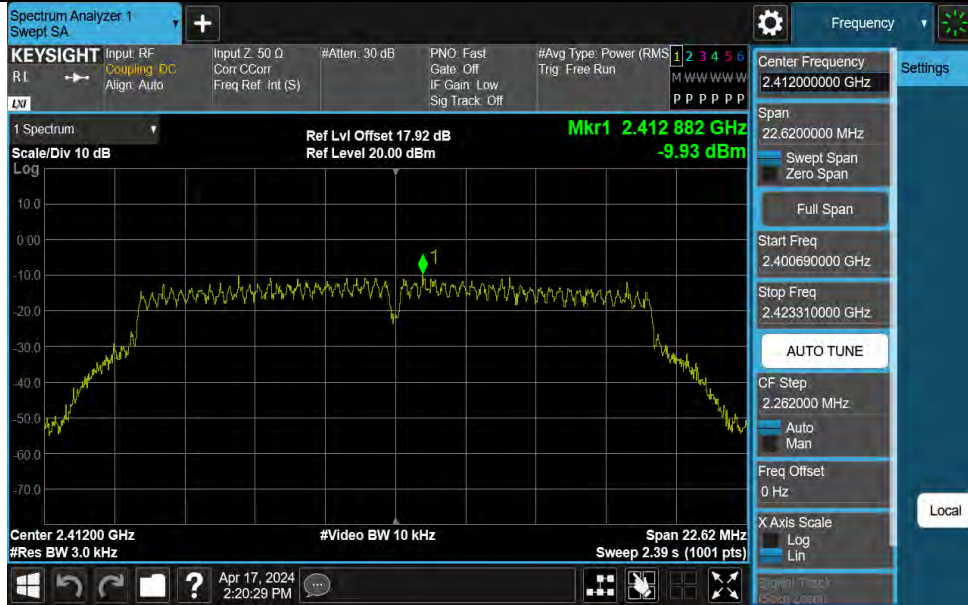 Spectrum Analyzer 1
Swept SA
Frequency
KEYSIGHT
RL
LXI
Input: RF
Coupling: DC
Align: Auto
Input Z: 50 Ω
Corr CCorr
Freq Ref: Int (S)
#Atten: 30 dB
PNO: Fast
Gate: Off
IF Gain: Low
Sig Track: Off
#Avg Type: Power (RMS
Trig: Free Run
1 2 3 4 5 6
M W W W W W
P P P P P P
1 Spectrum
Scale/Div 10 dB
Ref Lvl Offset 17.92 dB
Ref Level 20.00 dBm
Mkr1 2.412 882 GHz
-9.93 dBm
Log
10.0
0.00
-10.0
-20.0
-30.0
-40.0
-50.0
-60.0
-70.0
1
Center 2.41200 GHz
#Res BW 3.0 kHz
#Video BW 10 kHz
Span 22.62 MHz
Sweep 2.39 s (1001 pts)
Center Frequency
2.412000000 GHz
Span
22.6200000 MHz
Swept Span
Zero Span
Full Span
Start Freq
2.400690000 GHz
Stop Freq
2.423310000 GHz
AUTO TUNE
CF Step
2.262000 MHz
Auto
Man
Freq Offset
0 Hz
X Axis Scale
Log
Lin
Signal Track
(Span Zoom)
Settings
Local
?
Apr 17, 2024
2:20:29 PM